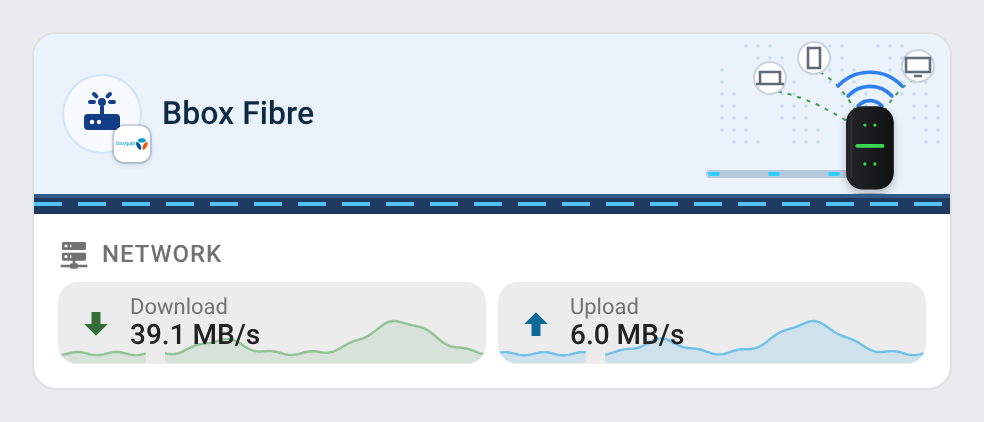 Bbox Fibre
NETWORK
Download
39.1 MB/s
Upload
6.0 MB/s